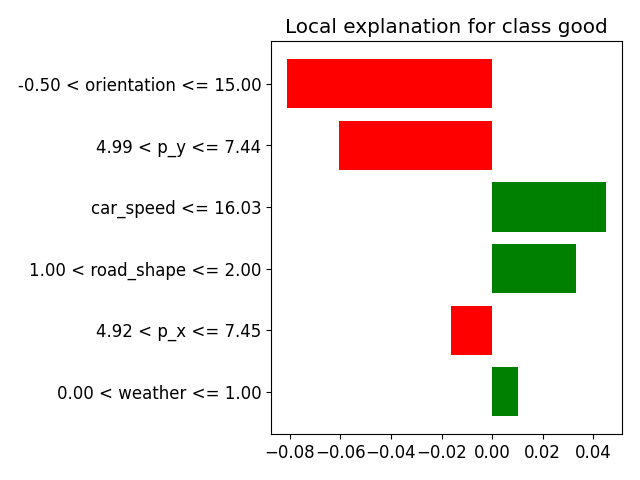 Local explanation for class good
-0.50 < orientation <= 15.00
4.99 < p_y <= 7.44
car_speed <= 16.03
1.00 < road_shape <= 2.00
4.92 < p_x <= 7.45
0.00 < weather <= 1.00
−0.08 −0.06 −0.04 −0.02 0.00 0.02 0.04